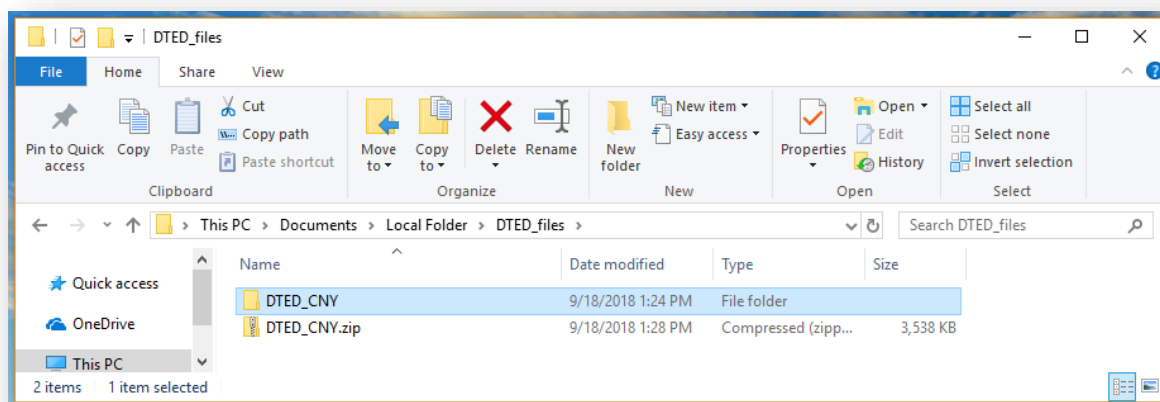 DTED_files
File Home Share View
Pin to Quick access
Copy
Paste
Cut
Copy path
Paste shortcut
Clipboard
Move to
Copy to
Delete
Rename
Organize
New folder
New item
Easy access
New
Properties
Open
Edit
History
Open
Select all
Select none
Invert selection
Select
This PC > Documents > Local Folder > DTED_files >
Search DTED_files
Quick access
OneDrive
This PC
Name Date modified Type Size
DTED_CNY 9/18/2018 1:24 PM File folder
DTED_CNY.zip 9/18/2018 1:28 PM Compressed (zipp... 3,538 KB
2 items 1 item selected